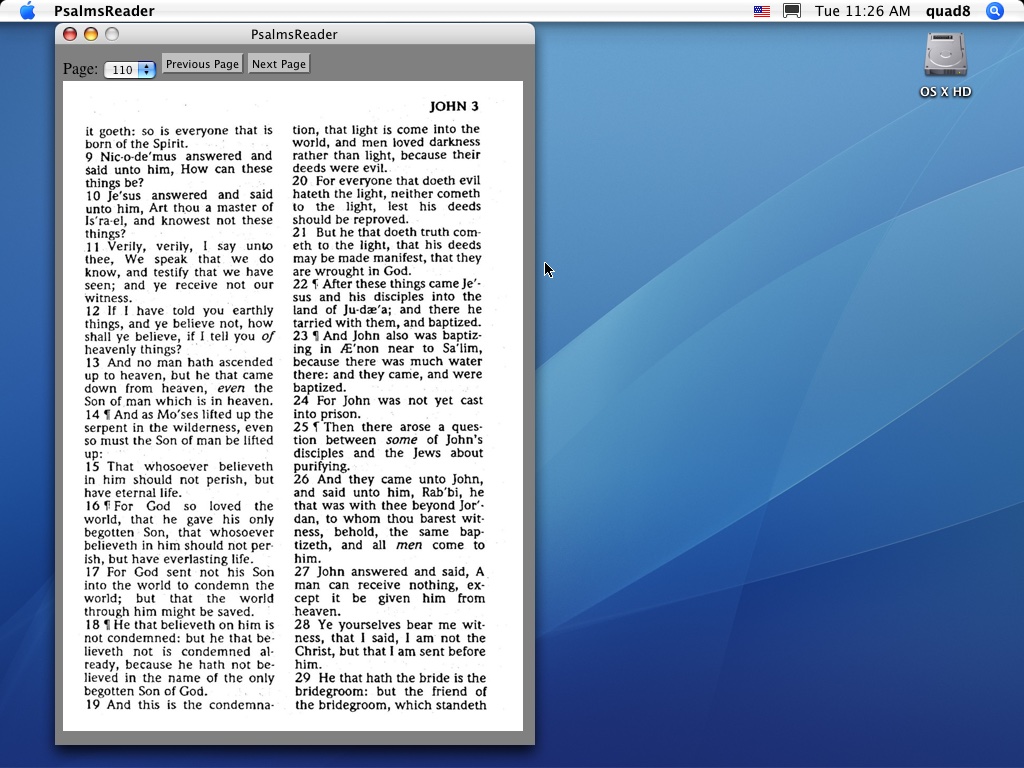 PsalmsReader
Tue 11:26 AM
quad8
OS X HD
PsalmsReader
Page:
110
Previous Page
Next Page
JOHN 3
it goeth: so is everyone that is
born of the Spirit.
9 Nic-o-de'mus answered and
said unto him, How can these
things be?
10 Je'sus answered and said
unto him, Art thou a master of
Is'ra-el, and knowest not these
things?
11 Verily, verily, I say unto
thee, We speak that we do
know, and testify that we have
seen; and ye receive not our
witness.
12 If I have told you earthly
things, and ye believe not, how
shall ye believe, if I tell you of
heavenly things?
13 And no man hath ascended
up to heaven, but he that came
down from heaven, even the
Son of man which is in heaven.
14 ¶ And as Mo'ses lifted up the
serpent in the wilderness, even
so must the Son of man be lifted
up:
15 That whosoever believeth
in him should not perish, but
have eternal life.
16 ¶ For God so loved the
world, that he gave his only
begotten Son, that whosoever
believeth in him should not per-
ish, but have everlasting life.
17 For God sent not his Son
into the world to condemn the
world; but that the world
through him might be saved.
18 ¶ He that believeth on him is
not condemned: but he that be-
lieveth not is condemned al-
ready, because he hath not be-
lieved in the name of the only
begotten Son of God.
19 And this is the condemna-
tion, that light is come into the
world, and men loved darkness
rather than light, because their
deeds were evil.
20 For everyone that doeth evil
hateth the light, neither cometh
to the light, lest his deeds
should be reproved.
21 But he that doeth truth com-
eth to the light, that his deeds
may be made manifest, that they
are wrought in God.
22 ¶ After these things came Je'-
sus and his disciples into the
land of Ju-dæ'a; and there he
tarried with them, and baptized.
23 ¶ And John also was baptiz-
ing in Æ'non near to Sa'lim,
because there was much water
there: and they came, and were
baptized.
24 For John was not yet cast
into prison.
25 ¶ Then there arose a ques-
tion between some of John's
disciples and the Jews about
purifying.
26 And they came unto John,
and said unto him, Rab'bi, he
that was with thee beyond Jor'-
dan, to whom thou barest wit-
ness, behold, the same bap-
tizeth, and all men come to
him.
27 John answered and said, A
man can receive nothing, ex-
cept it be given him from
heaven.
28 Ye yourselves bear me wit-
ness, that I said, I am not the
Christ, but that I am sent before
him.
29 He that hath the bride is the
bridegroom: but the friend of
the bridegroom, which standeth